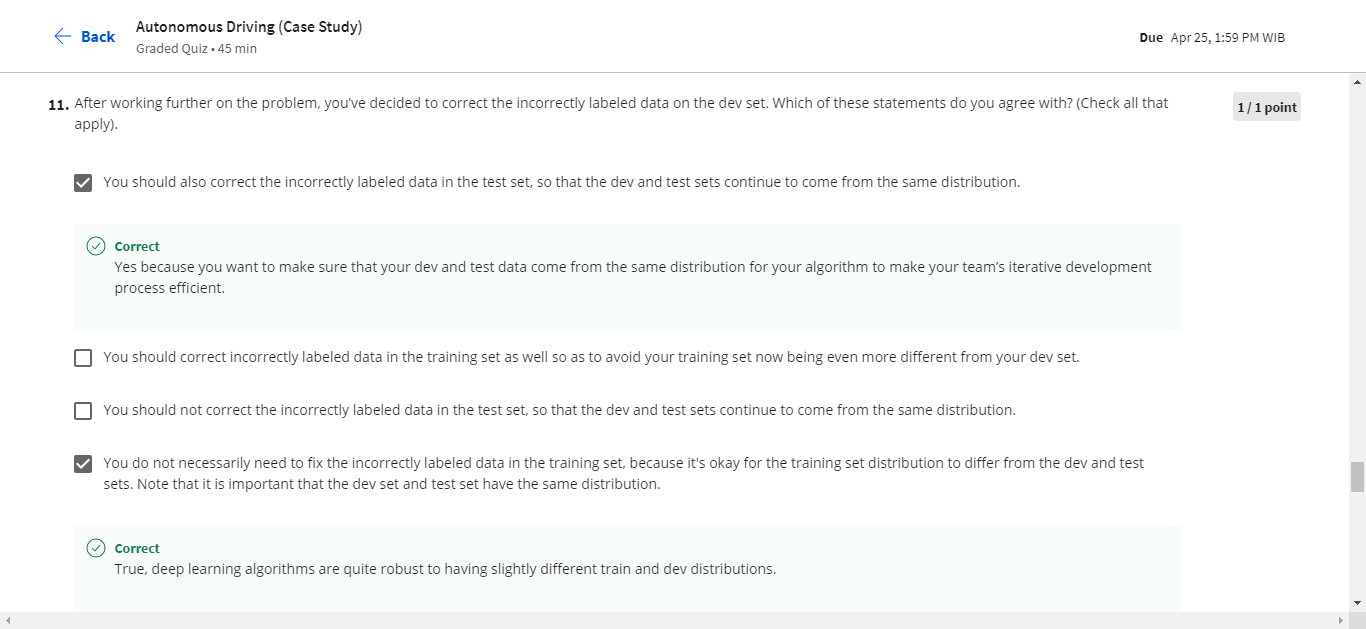 Back
Autonomous Driving (Case Study)
Graded Quiz • 45 min
Due Apr 25, 1:59 PM WIB
11. After working further on the problem, you’ve decided to correct the incorrectly labeled data on the dev set. Which of these statements do you agree with? (Check all that
apply).
1 / 1 point
You should also correct the incorrectly labeled data in the test set, so that the dev and test sets continue to come from the same distribution.
Correct
Yes because you want to make sure that your dev and test data come from the same distribution for your algorithm to make your team’s iterative development
process efficient.
You should correct incorrectly labeled data in the training set as well so as to avoid your training set now being even more different from your dev set.
You should not correct the incorrectly labeled data in the test set, so that the dev and test sets continue to come from the same distribution.
You do not necessarily need to fix the incorrectly labeled data in the training set, because it's okay for the training set distribution to differ from the dev and test
sets. Note that it is important that the dev set and test set have the same distribution.
Correct
True, deep learning algorithms are quite robust to having slightly different train and dev distributions.